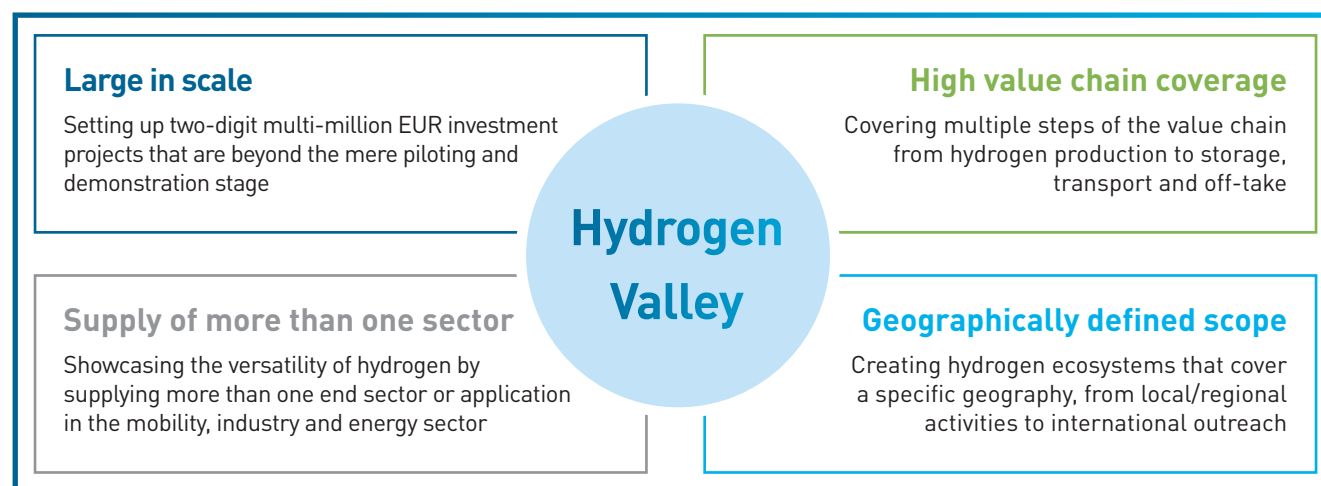 Large in scale
Setting up two-digit multi-million EUR investment
projects that are beyond the mere piloting and
demonstration stage
High value chain coverage
Covering multiple steps of the value chain
from hydrogen production to storage,
transport and off-take
Hydrogen
Valley
Supply of more than one sector
Showcasing the versatility of hydrogen by
supplying more than one end sector or application
in the mobility, industry and energy sector
Geographically defined scope
Creating hydrogen ecosystems that cover
a specific geography, from local/regional
activities to international outreach